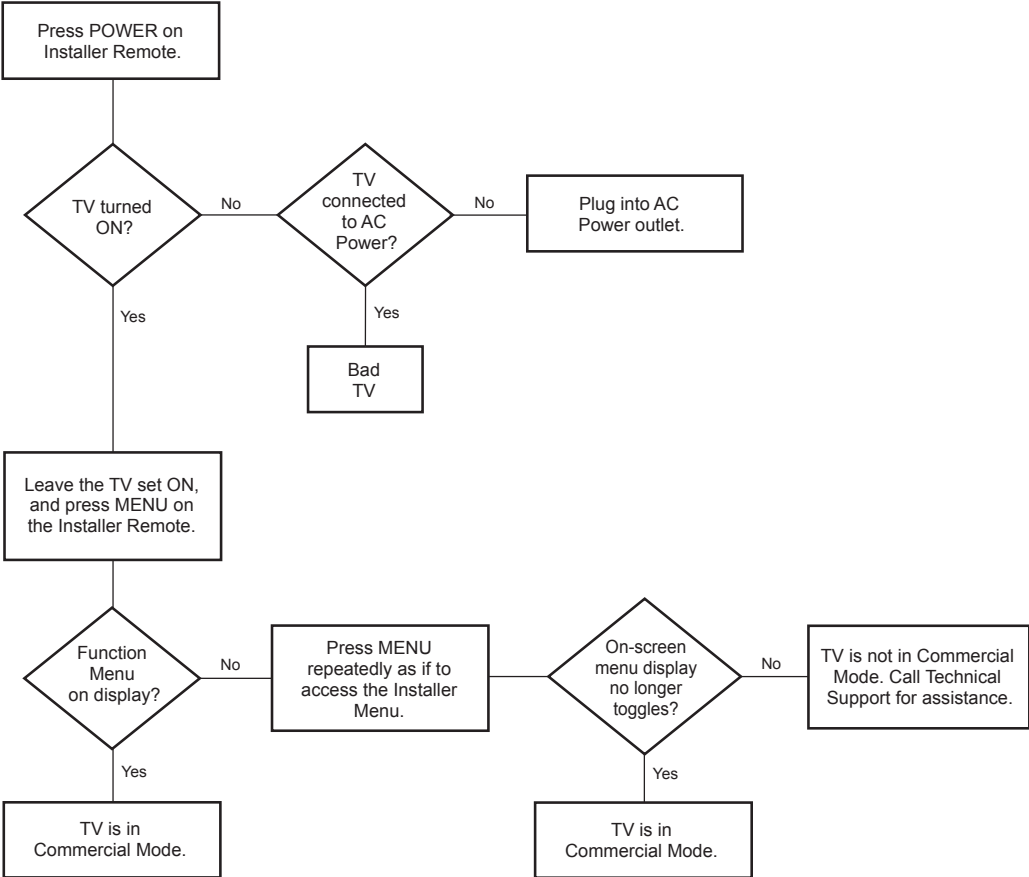 Press POWER on
Installer Remote.
TV turned
ON?
No
TV
connected
to AC
Power?
No
Plug into AC
Power outlet.
Yes
Yes
Bad
TV
Leave the TV set ON,
and press MENU on
the Installer Remote.
Function
Menu
on display?
No
Press MENU
repeatedly as if to
access the Installer
Menu.
On-screen
menu display
no longer
toggles?
No
TV is not in Commercial
Mode. Call Technical
Support for assistance.
Yes
Yes
TV is in
Commercial Mode.
TV is in
Commercial Mode.